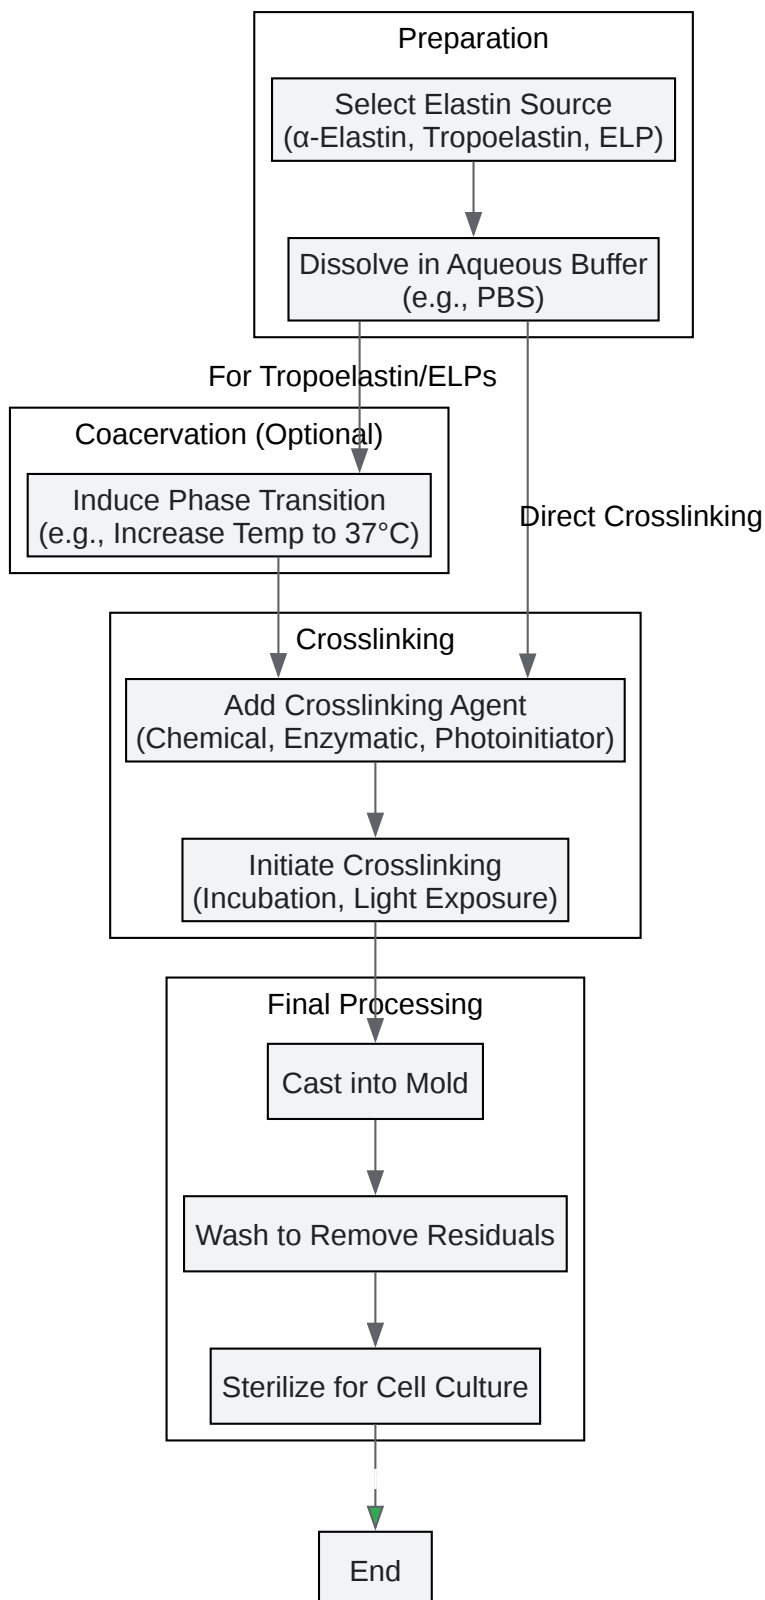 Preparation
Select Elastin Source
(α-Elastin, Tropoelastin, ELP)
Dissolve in Aqueous Buffer
(e.g., PBS)
For Tropoelastin/ELPs
Coacervation (Optional)
Induce Phase Transition
(e.g., Increase Temp to 37°C)
Direct Crosslinking
Crosslinking
Add Crosslinking Agent
(Chemical, Enzymatic, Photoinitiator)
Initiate Crosslinking
(Incubation, Light Exposure)
Final Processing
Cast into Mold
Wash to Remove Residuals
Sterilize for Cell Culture
End